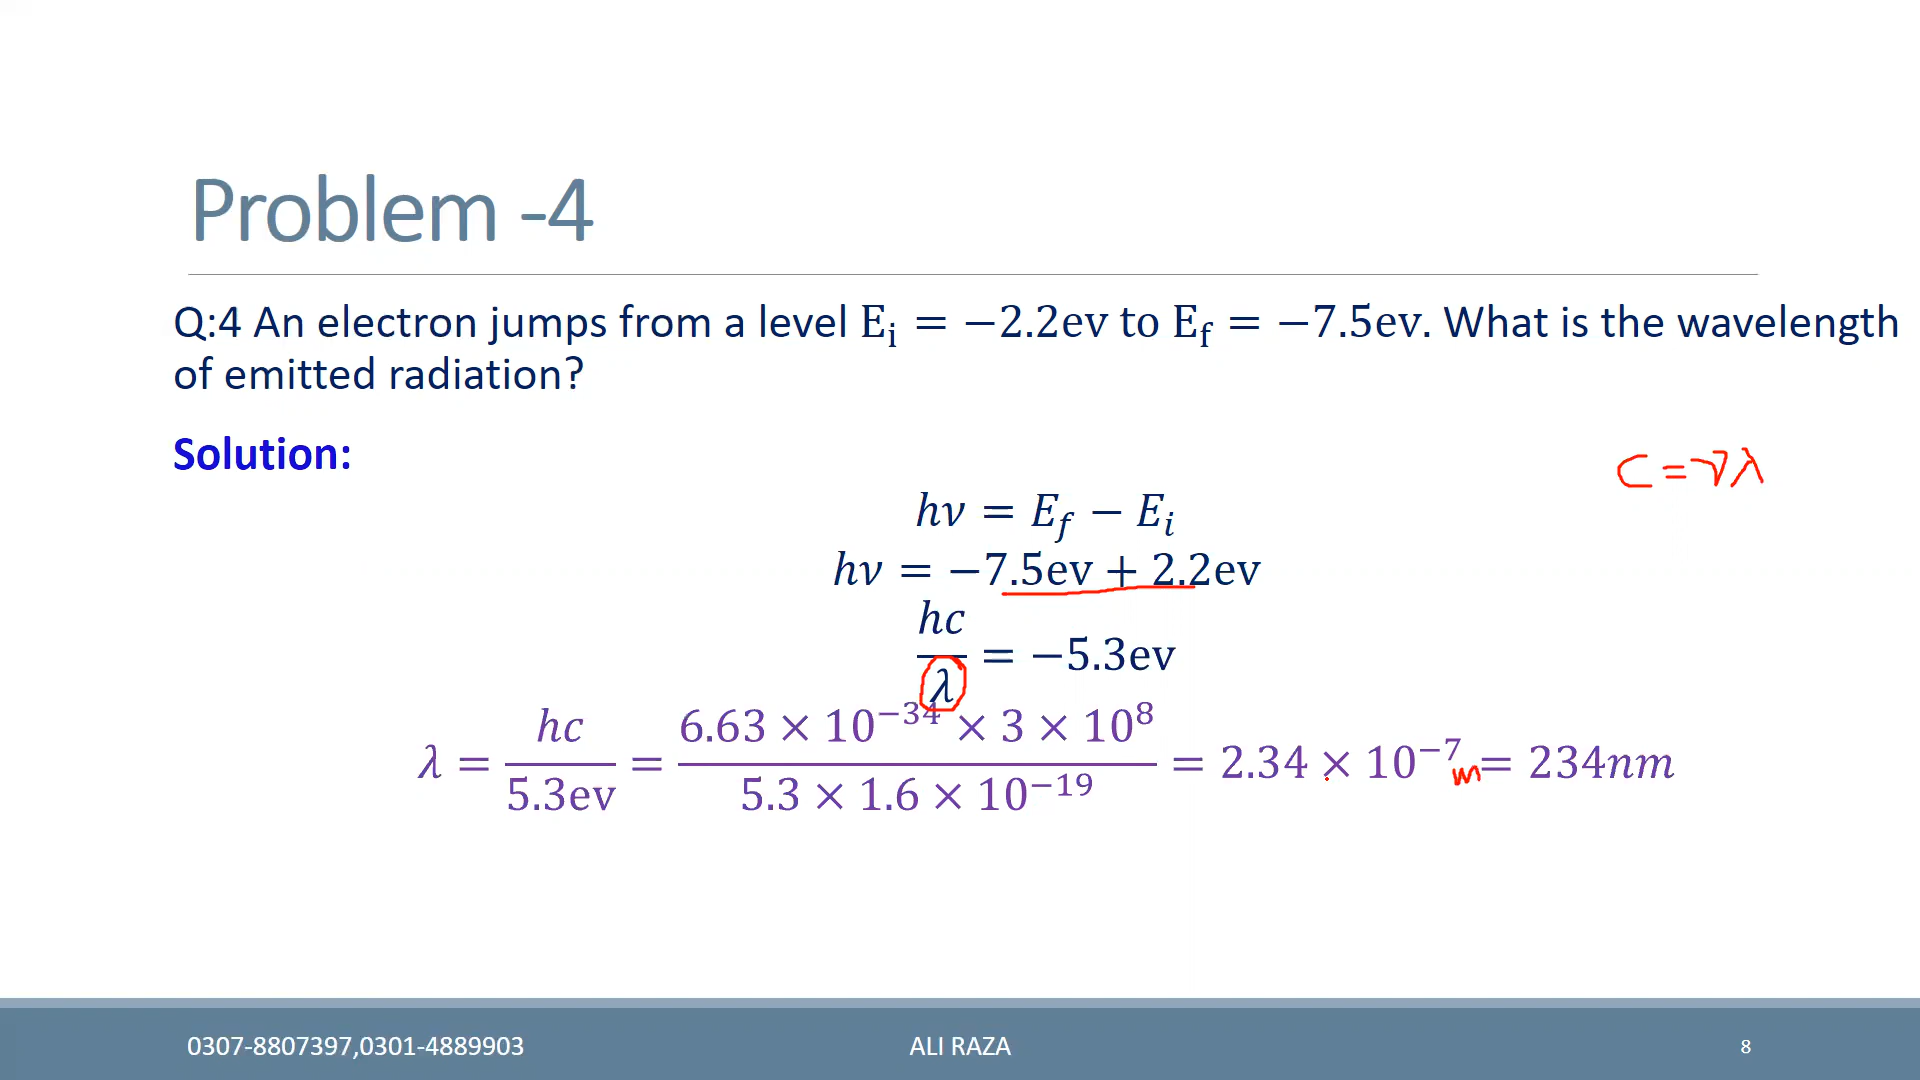 Problem -4
Q:4 An electron jumps from a level Eᵢ = −2.2ev to E_f = −7.5ev. What is the wavelength
of emitted radiation?
Solution:
C = νλ
hν = E_f − Eᵢ
hν = −7.5ev + 2.2ev
hc/λ = −5.3ev
λ = hc/5.3ev = 6.63 × 10⁻³⁴ × 3 × 10⁸/5.3 × 1.6 × 10⁻¹⁹ = 2.34 × 10⁻⁷ m = 234nm
0307-8807397,0301-4889903 ALI RAZA 8